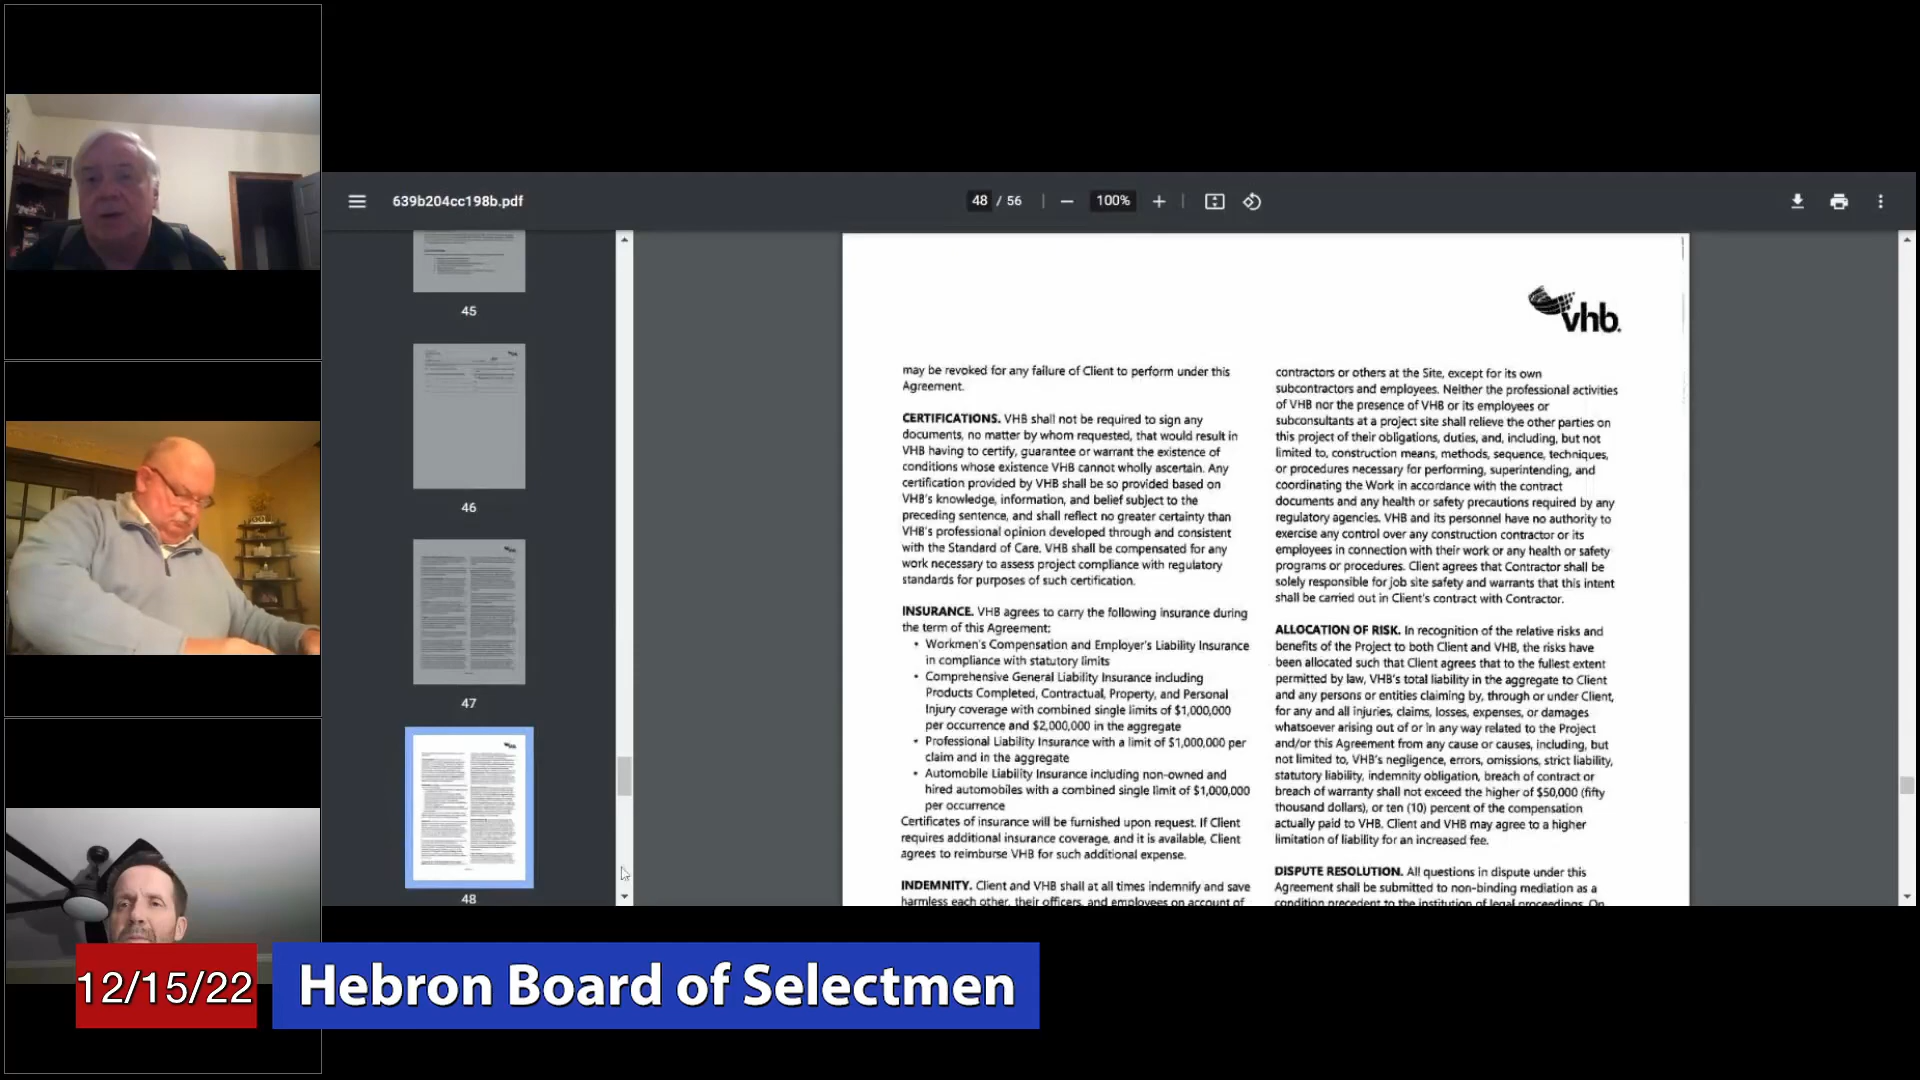 639b204cc198b.pdf
48 / 56
100%
45
46
47
48
vhb.
may be revoked for any failure of Client to perform under this
Agreement.
CERTIFICATIONS. VHB shall not be required to sign any
documents, no matter by whom requested, that would result in
VHB having to certify, guarantee or warrant the existence of
conditions whose existence VHB cannot wholly ascertain. Any
certification provided by VHB shall be so provided based on
VHB's knowledge, information, and belief subject to the
preceding sentence, and shall reflect no greater certainty than
VHB's professional opinion developed through and consistent
with the Standard of Care. VHB shall be compensated for any
work necessary to assess project compliance with regulatory
standards for purposes of such certification.
INSURANCE. VHB agrees to carry the following insurance during
the term of this Agreement:
• Workmen's Compensation and Employer's Liability Insurance
in compliance with statutory limits
• Comprehensive General Liability Insurance including
Products Completed, Contractual, Property, and Personal
Injury coverage with combined single limits of $1,000,000
per occurrence and $2,000,000 in the aggregate
• Professional Liability Insurance with a limit of $1,000,000 per
claim and in the aggregate
• Automobile Liability Insurance including non-owned and
hired automobiles with a combined single limit of $1,000,000
per occurrence
Certificates of insurance will be furnished upon request. If Client
requires additional insurance coverage, and it is available, Client
agrees to reimburse VHB for such additional expense.
INDEMNITY. Client and VHB shall at all times indemnify and save
harmless each other, their officers, and employees on account of
contractors or others at the Site, except for its own
subcontractors and employees. Neither the professional activities
of VHB nor the presence of VHB or its employees or
subconsultants at a project site shall relieve the other parties on
this project of their obligations, duties, and, including, but not
limited to, construction means, methods, sequence, techniques,
or procedures necessary for performing, superintending, and
coordinating the Work in accordance with the contract
documents and any health or safety precautions required by any
regulatory agencies. VHB and its personnel have no authority to
exercise any control over any construction contractor or its
employees in connection with their work or any health or safety
programs or procedures. Client agrees that Contractor shall be
solely responsible for job site safety and warrants that this intent
shall be carried out in Client's contract with Contractor.
ALLOCATION OF RISK. In recognition of the relative risks and
benefits of the Project to both Client and VHB, the risks have
been allocated such that Client agrees that to the fullest extent
permitted by law, VHB's total liability in the aggregate to Client
and any persons or entities claiming by, through or under Client,
for any and all injuries, claims, losses, expenses, or damages
whatsoever arising out of or in any way related to the Project
and/or this Agreement from any cause or causes, including, but
not limited to, VHB's negligence, errors, omissions, strict liability,
statutory liability, indemnity obligation, breach of contract or
breach of warranty shall not exceed the higher of $50,000 (fifty
thousand dollars), or ten (10) percent of the compensation
actually paid to VHB. Client and VHB may agree to a higher
limitation of liability for an increased fee.
DISPUTE RESOLUTION. All questions in dispute under this
Agreement shall be submitted to non-binding mediation as a
condition precedent to the institution of legal proceedings. On
12/15/22
Hebron Board of Selectmen